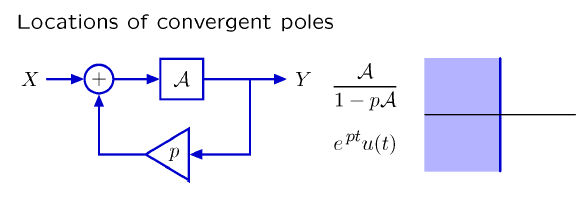 Locations of convergent poles
X + 𝒜 Y
p
𝒜
1 − p𝒜
e^{pt}u(t)